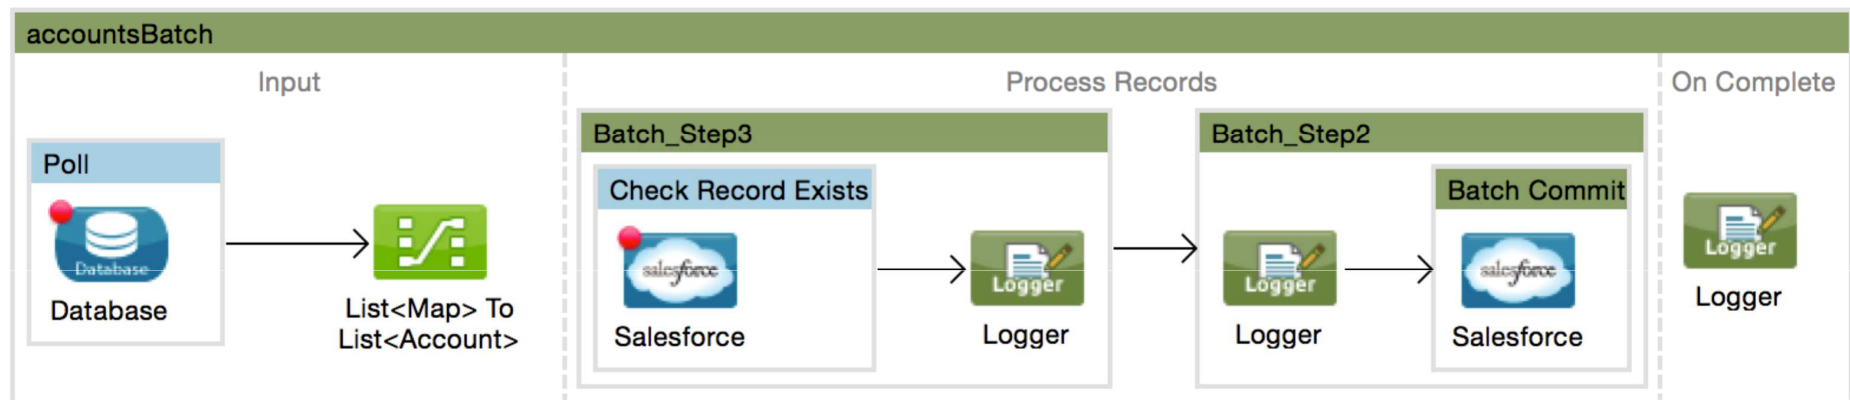 accountsBatch
Input
Process Records
On Complete
Poll
Database
Database
List<Map> To
List<Account>
Batch_Step3
Check Record Exists
salesforce
Salesforce
Logger
Logger
Batch_Step2
Logger
Logger
Batch Commit
salesforce
Salesforce
Logger
Logger